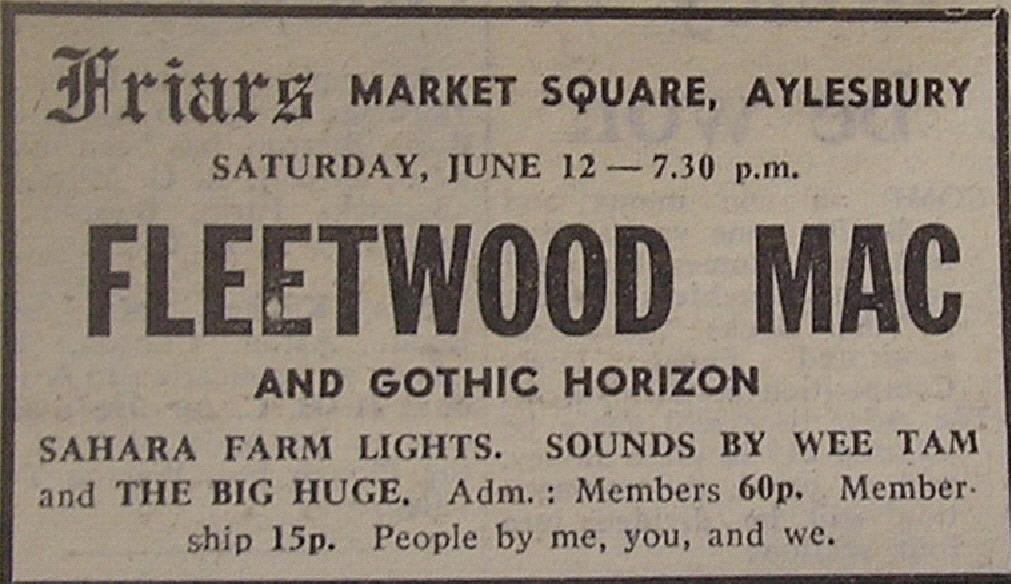 Friars MARKET SQUARE, AYLESBURY
SATURDAY, JUNE 12 — 7.30 p.m.
FLEETWOOD MAC
AND GOTHIC HORIZON
SAHARA FARM LIGHTS. SOUNDS BY WEE TAM
and THE BIG HUGE. Adm. : Members 60p. Member-
ship 15p. People by me, you, and we.